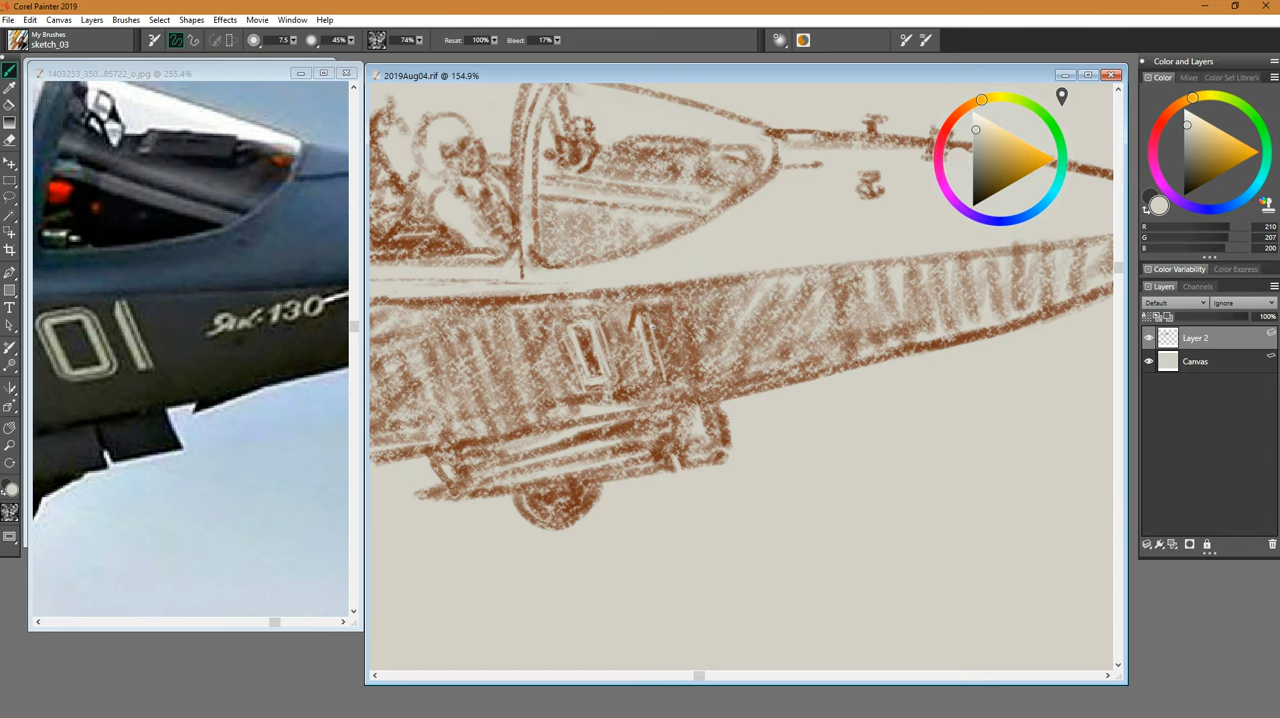 Corel Painter 2019
File Edit Canvas Layers Brushes Select Shapes Effects Movie Window Help
My Brushes
sketch_03
7.5
45%
74%
Resat: 100%
Bleed: 17%
1403253_350...85722_o.jpg @ 255.4%
01
Як-130
2019Aug04.rif @ 154.9%
01
Color and Layers
Color Mixer Color Set Librari
R 210
G 207
B 200
Color Variability Color Express
Layers Channels
Default Ignore
100%
Layer 2
Canvas
T